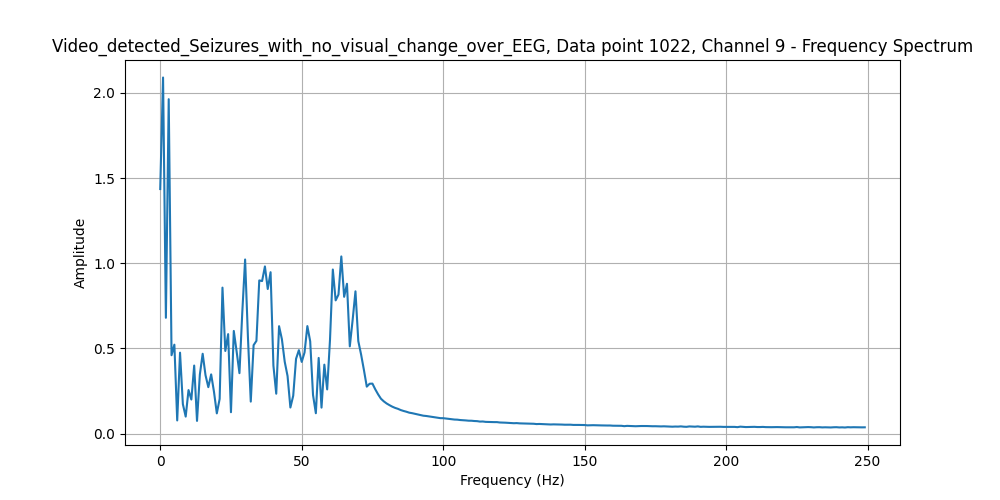 Video_detected_Seizures_with_no_visual_change_over_EEG, Data point 1022, Channel 9 - Frequency Spectrum
2.0
1.5
1.0
0.5
0.0
Amplitude
0 50 100 150 200 250
Frequency (Hz)